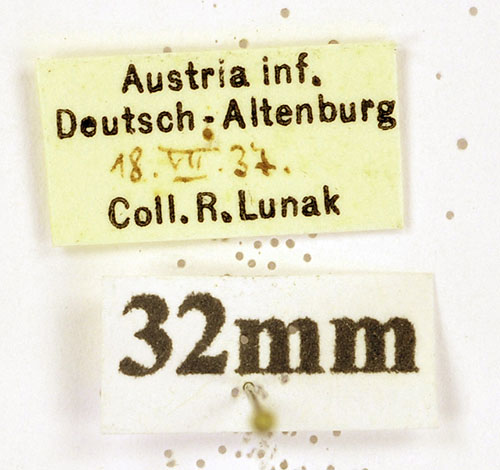 Austria inf.
Deutsch-Altenburg
18.VII.37.
Coll. R. Lunak
32mm